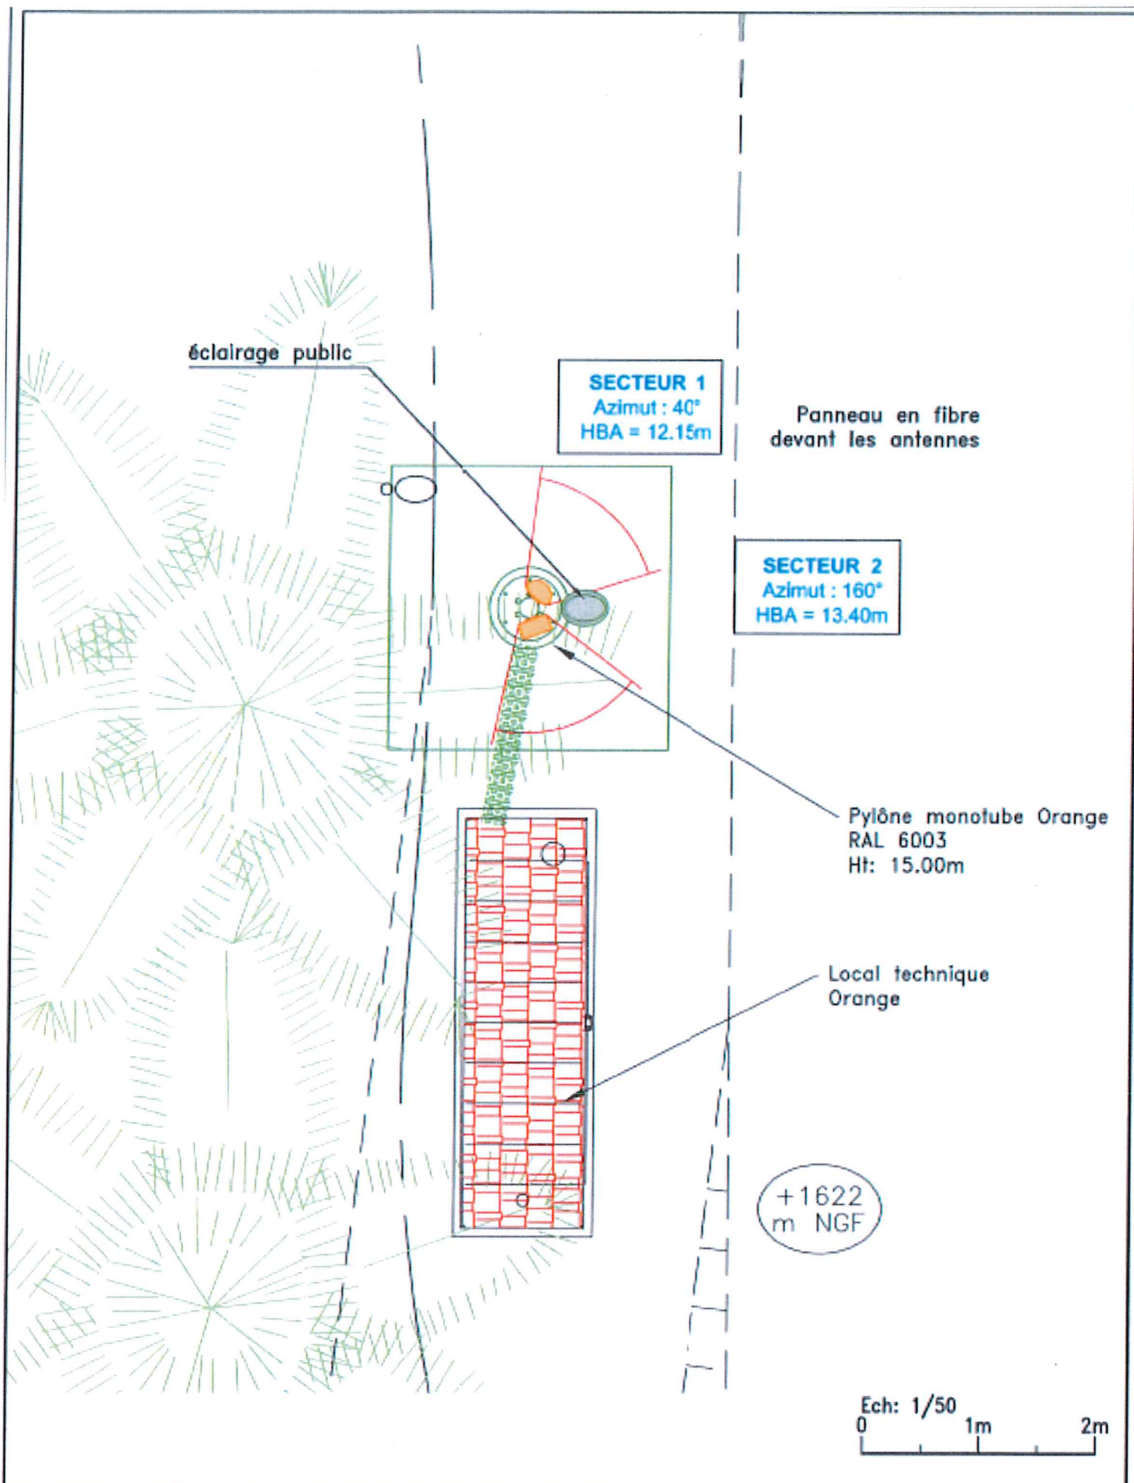 éclairage public
SECTEUR 1
Azimut : 40°
HBA = 12.15m
Panneau en fibre
devant les antennes
SECTEUR 2
Azimut : 160°
HBA = 13.40m
Pylône monotube Orange
RAL 6003
Ht: 15.00m
Local technique
Orange
+1622
m NGF
Ech: 1/50
0 1m 2m